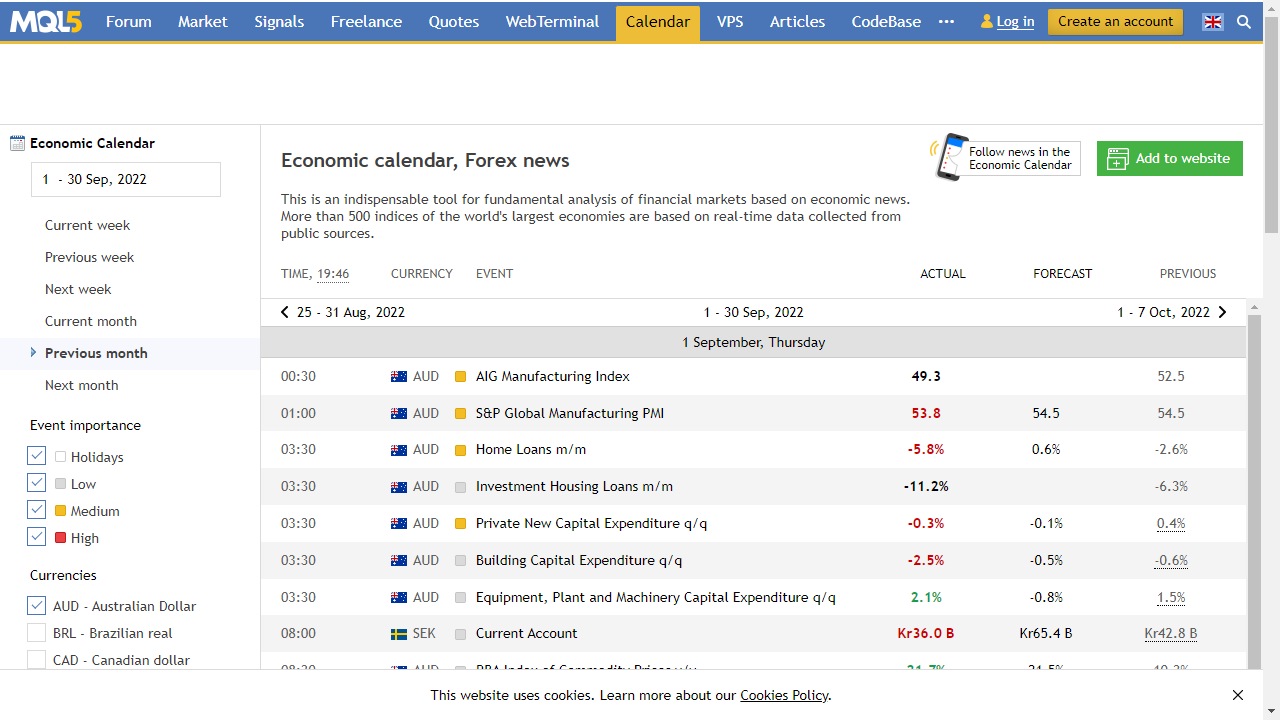 MQL5 Forum Market Signals Freelance Quotes WebTerminal Calendar VPS Articles CodeBase ••• Log in Create an account
Economic Calendar
1 - 30 Sep, 2022
Current week
Previous week
Next week
Current month
Previous month
Next month
Event importance
Holidays
Low
Medium
High
Currencies
AUD - Australian Dollar
BRL - Brazilian real
CAD - Canadian dollar
Economic calendar, Forex news
Follow news in the
Economic Calendar
Add to website
This is an indispensable tool for fundamental analysis of financial markets based on economic news.
More than 500 indices of the world's largest economies are based on real-time data collected from
public sources.
TIME, 19:46 CURRENCY EVENT ACTUAL FORECAST PREVIOUS
25 - 31 Aug, 2022 1 - 30 Sep, 2022 1 - 7 Oct, 2022
1 September, Thursday
00:30 AUD AIG Manufacturing Index 49.3 52.5
01:00 AUD S&P Global Manufacturing PMI 53.8 54.5 54.5
03:30 AUD Home Loans m/m -5.8% 0.6% -2.6%
03:30 AUD Investment Housing Loans m/m -11.2% -6.3%
03:30 AUD Private New Capital Expenditure q/q -0.3% -0.1% 0.4%
03:30 AUD Building Capital Expenditure q/q -2.5% -0.5% -0.6%
03:30 AUD Equipment, Plant and Machinery Capital Expenditure q/q 2.1% -0.8% 1.5%
08:00 SEK Current Account Kr36.0 B Kr65.4 B Kr42.8 B
08:30 AUD RBA Index of Commodity Prices y/y 21.7% 21.5%
This website uses cookies. Learn more about our Cookies Policy.